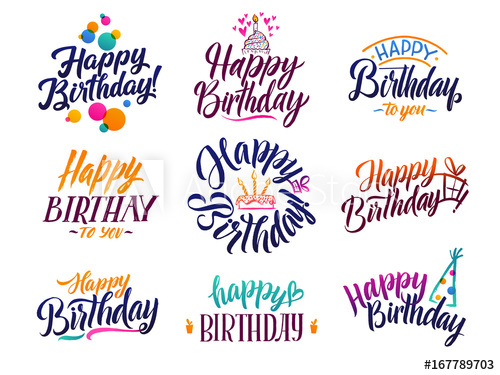 Happy
Birthday!
Happy
Birthday
HAPPY
Birthday
to you
Happy
BIRTHAY
TO YOU
Happy
Birthday
Happy
Birthday
Happy
Birthday
happy
BIRTHDAY
Happy
Birthday
#167789703